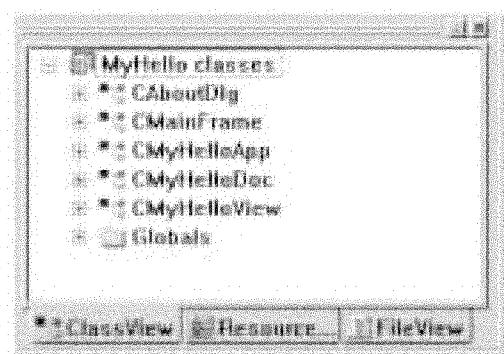 MyHello classes
CAboutDlg
CMainFrame
CMyHelloApp
CMyHelloDoc
CMyHelloView
Globals
ClassView Resource... FileView